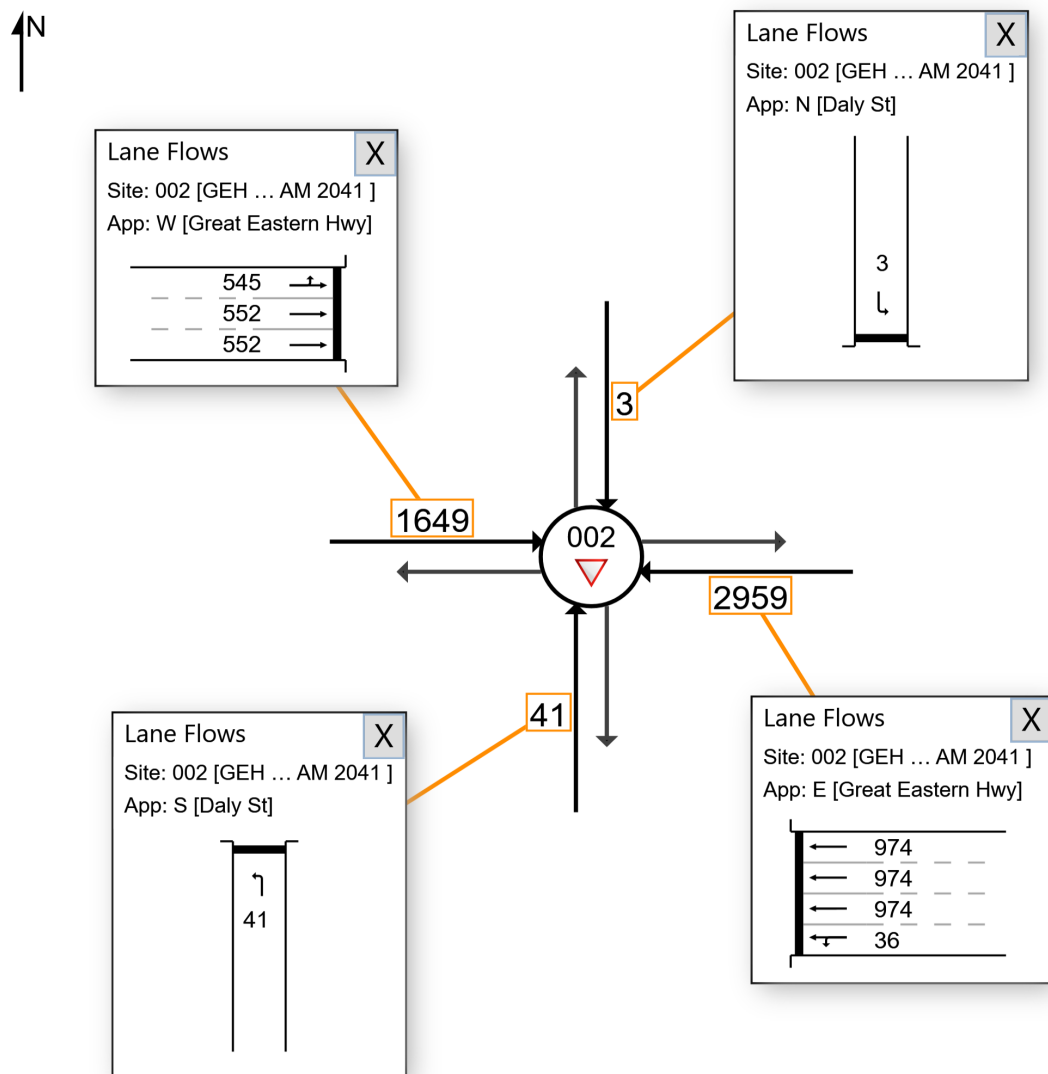 N
Lane Flows
X
Site: 002 [GEH … AM 2041 ]
App: N [Daly St]
3
Lane Flows
X
Site: 002 [GEH … AM 2041 ]
App: W [Great Eastern Hwy]
545
552
552
3
1649
002
2959
41
Lane Flows
X
Site: 002 [GEH … AM 2041 ]
App: E [Great Eastern Hwy]
974
974
974
36
Lane Flows
X
Site: 002 [GEH … AM 2041 ]
App: S [Daly St]
41